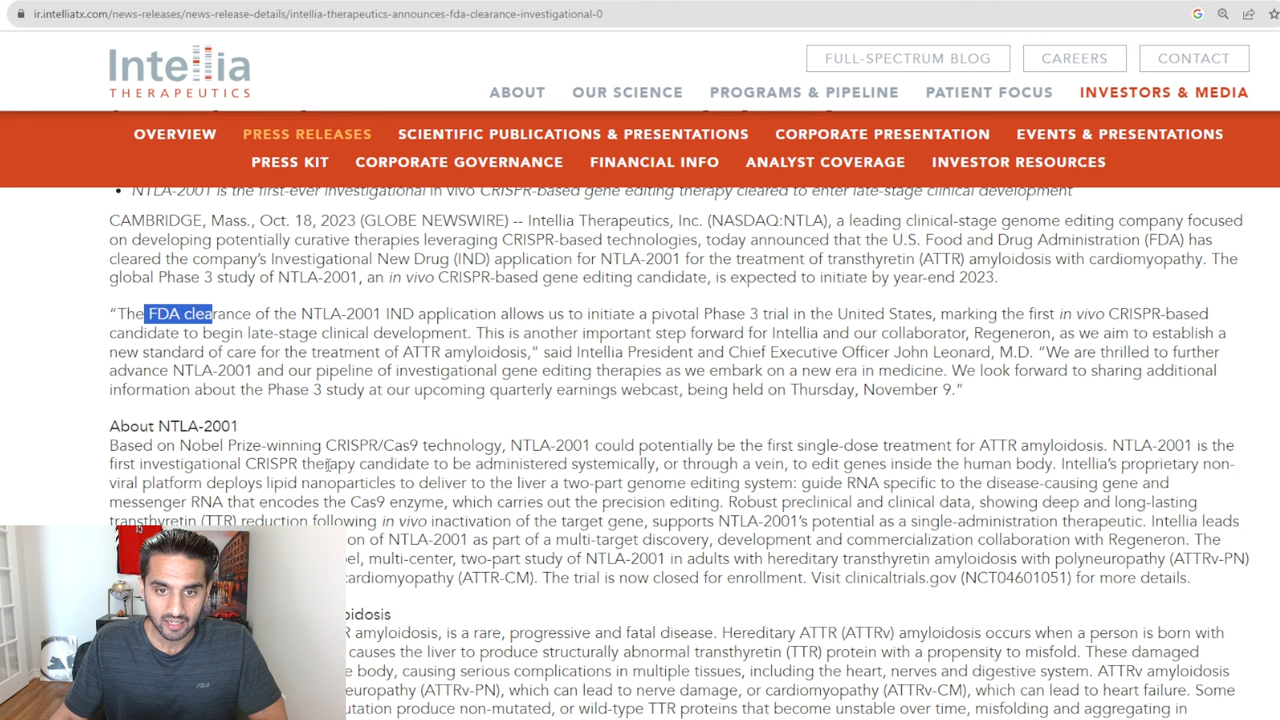 ir.intelliatx.com/news-releases/news-release-details/intellia-therapeutics-announces-fda-clearance-investigational-0
Intellia
THERAPEUTICS
FULL-SPECTRUM BLOG CAREERS CONTACT
ABOUT OUR SCIENCE PROGRAMS & PIPELINE PATIENT FOCUS INVESTORS & MEDIA
OVERVIEW PRESS RELEASES SCIENTIFIC PUBLICATIONS & PRESENTATIONS CORPORATE PRESENTATION EVENTS & PRESENTATIONS
PRESS KIT CORPORATE GOVERNANCE FINANCIAL INFO ANALYST COVERAGE INVESTOR RESOURCES
• NTLA-2001 is the first-ever investigational in vivo CRISPR-based gene editing therapy cleared to enter late-stage clinical development
CAMBRIDGE, Mass., Oct. 18, 2023 (GLOBE NEWSWIRE) -- Intellia Therapeutics, Inc. (NASDAQ:NTLA), a leading clinical-stage genome editing company focused
on developing potentially curative therapies leveraging CRISPR-based technologies, today announced that the U.S. Food and Drug Administration (FDA) has
cleared the company's Investigational New Drug (IND) application for NTLA-2001 for the treatment of transthyretin (ATTR) amyloidosis with cardiomyopathy. The
global Phase 3 study of NTLA-2001, an in vivo CRISPR-based gene editing candidate, is expected to initiate by year-end 2023.
“The FDA clearance of the NTLA-2001 IND application allows us to initiate a pivotal Phase 3 trial in the United States, marking the first in vivo CRISPR-based
candidate to begin late-stage clinical development. This is another important step forward for Intellia and our collaborator, Regeneron, as we aim to establish a
new standard of care for the treatment of ATTR amyloidosis,” said Intellia President and Chief Executive Officer John Leonard, M.D. “We are thrilled to further
advance NTLA-2001 and our pipeline of investigational gene editing therapies as we embark on a new era in medicine. We look forward to sharing additional
information about the Phase 3 study at our upcoming quarterly earnings webcast, being held on Thursday, November 9.”
About NTLA-2001
Based on Nobel Prize-winning CRISPR/Cas9 technology, NTLA-2001 could potentially be the first single-dose treatment for ATTR amyloidosis. NTLA-2001 is the
first investigational CRISPR therapy candidate to be administered systemically, or through a vein, to edit genes inside the human body. Intellia's proprietary non-
viral platform deploys lipid nanoparticles to deliver to the liver a two-part genome editing system: guide RNA specific to the disease-causing gene and
messenger RNA that encodes the Cas9 enzyme, which carries out the precision editing. Robust preclinical and clinical data, showing deep and long-lasting
transthyretin (TTR) reduction following in vivo inactivation of the target gene, supports NTLA-2001's potential as a single-administration therapeutic. Intellia leads
on of NTLA-2001 as part of a multi-target discovery, development and commercialization collaboration with Regeneron. The
el, multi-center, two-part study of NTLA-2001 in adults with hereditary transthyretin amyloidosis with polyneuropathy (ATTRv-PN)
cardiomyopathy (ATTR-CM). The trial is now closed for enrollment. Visit clinicaltrials.gov (NCT04601051) for more details.
oidosis
R amyloidosis, is a rare, progressive and fatal disease. Hereditary ATTR (ATTRv) amyloidosis occurs when a person is born with
causes the liver to produce structurally abnormal transthyretin (TTR) protein with a propensity to misfold. These damaged
e body, causing serious complications in multiple tissues, including the heart, nerves and digestive system. ATTRv amyloidosis
europathy (ATTRv-PN), which can lead to nerve damage, or cardiomyopathy (ATTRv-CM), which can lead to heart failure. Some
utation produce non-mutated, or wild-type TTR proteins that become unstable over time, misfolding and aggregating in